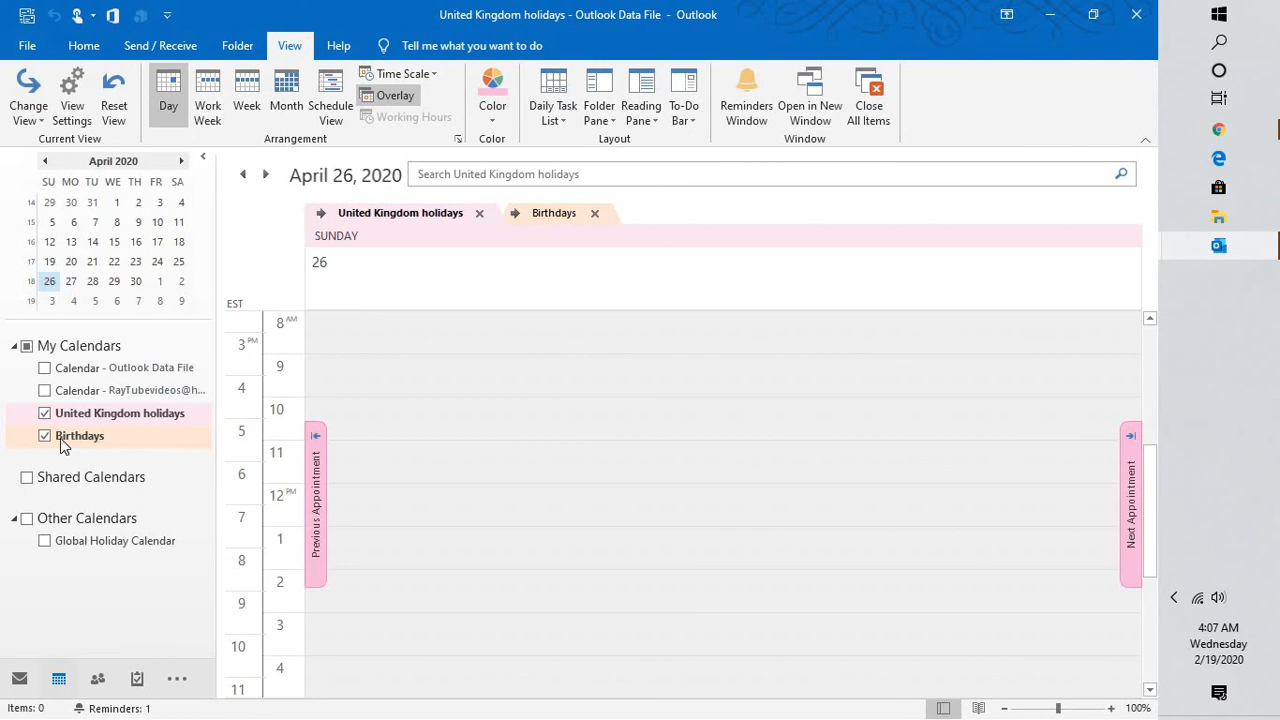 United Kingdom holidays - Outlook Data File - Outlook
File Home Send / Receive Folder View Help Tell me what you want to do
Change View
View Settings
Reset View
Current View
Day
Work Week
Week
Month
Schedule View
Time Scale
Overlay
Working Hours
Arrangement
Color
Color
Daily Task List
Folder Pane
Reading Pane
To-Do Bar
Layout
Reminders Window
Open in New Window
Close All Items
Window
April 2020
SU MO TU WE TH FR SA
14 29 30 31 1 2 3 4
15 5 6 7 8 9 10 11
16 12 13 14 15 16 17 18
17 19 20 21 22 23 24 25
18 26 27 28 29 30 1 2
19 3 4 5 6 7 8 9
My Calendars
Calendar - Outlook Data File
Calendar - RayTubevideos@h...
United Kingdom holidays
Birthdays
Shared Calendars
Other Calendars
Global Holiday Calendar
April 26, 2020
Search United Kingdom holidays
United Kingdom holidays
Birthdays
SUNDAY
26
EST
8 AM
3 PM
9
4
10
5
11
6
12 PM
7
1
8
2
9
3
10
4
11
Previous Appointment
Next Appointment
Items: 0
Reminders: 1
100%
4:07 AM
Wednesday
2/19/2020